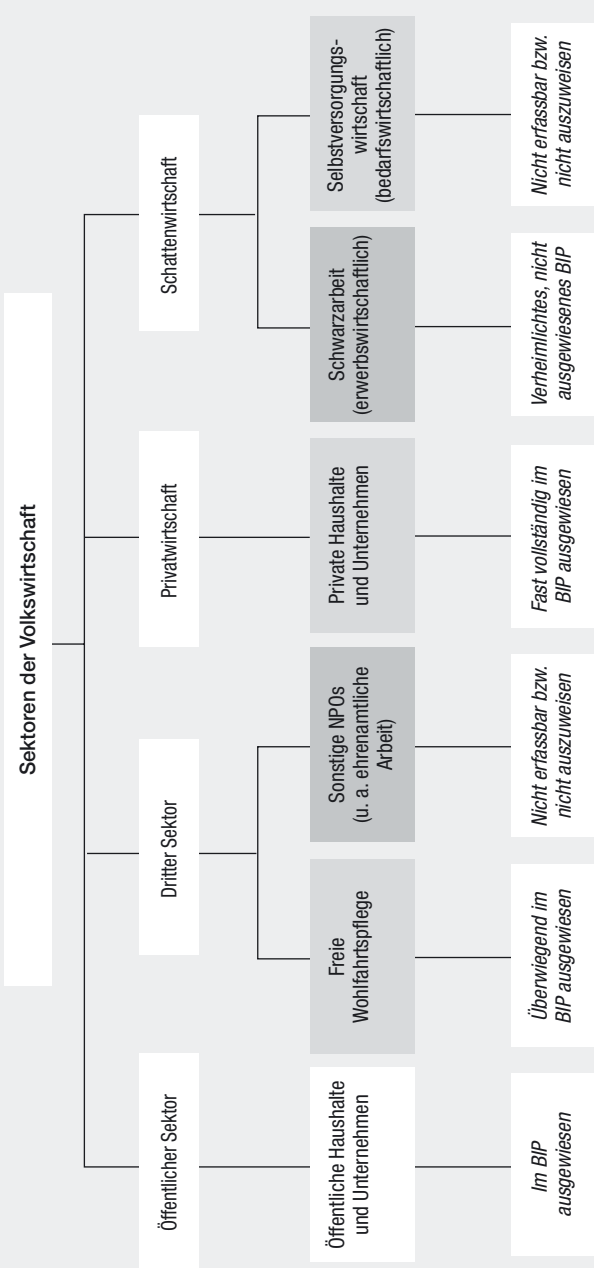 Sektoren der Volkswirtschaft
Öffentlicher Sektor
Dritter Sektor
Privatwirtschaft
Schattenwirtschaft
Öffentliche Haushalte
und Unternehmen
Freie
Wohlfahrtspflege
Sonstige NPOs
(u. a. ehrenamtliche
Arbeit)
Private Haushalte
und Unternehmen
Schwarzarbeit
(erwerbswirtschaftlich)
Selbstversorgungs-
wirtschaft
(bedarfswirtschaftlich)
Im BIP
ausgewiesen
Überwiegend im
BIP ausgewiesen
Nicht erfassbar bzw.
nicht auszuweisen
Fast vollständig im
BIP ausgewiesen
Verheimlichtes, nicht
ausgewiesenes BIP
Nicht erfassbar bzw.
nicht auszuweisen